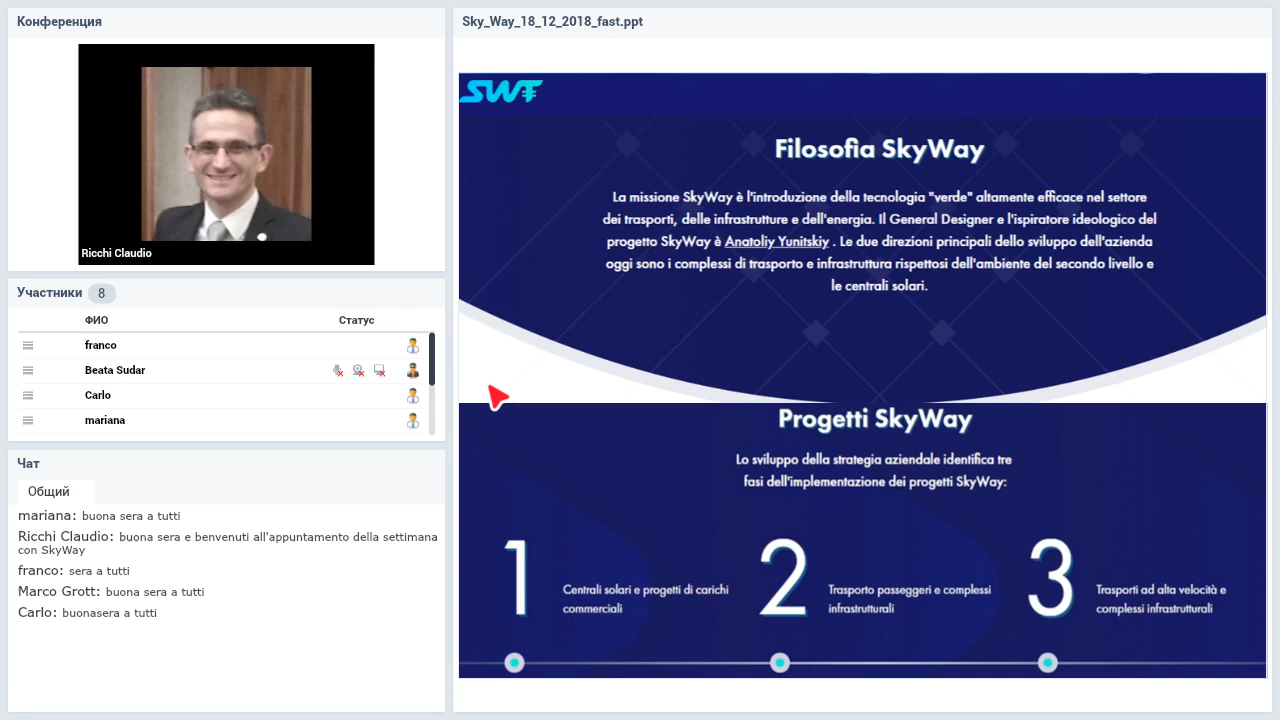 Конференция
Ricchi Claudio
Участники 8
ФИО Статус
franco
Beata Sudar
Carlo
mariana
Чат
Общий
mariana: buona sera a tutti
Ricchi Claudio: buona sera e benvenuti all'appuntamento della settimana
con SkyWay
franco: sera a tutti
Marco Grott: buona sera a tutti
Carlo: buonasera a tutti
Sky_Way_18_12_2018_fast.ppt
SWT
Filosofia SkyWay
La missione SkyWay è l'introduzione della tecnologia "verde" altamente efficace nel settore
dei trasporti, delle infrastrutture e dell'energia. Il General Designer e l'ispiratore ideologico del
progetto SkyWay è Anatoliy Yunitskiy . Le due direzioni principali dello sviluppo dell'azienda
oggi sono i complessi di trasporto e infrastruttura rispettosi dell'ambiente del secondo livello e
le centrali solari.
Progetti SkyWay
Lo sviluppo della strategia aziendale identifica tre
fasi dell'implementazione dei progetti SkyWay:
1
Centrali solari e progetti di carichi
commerciali
2
Trasporto passeggeri e complessi
infrastrutturali
3
Trasporti ad alta velocità e
complessi infrastrutturali